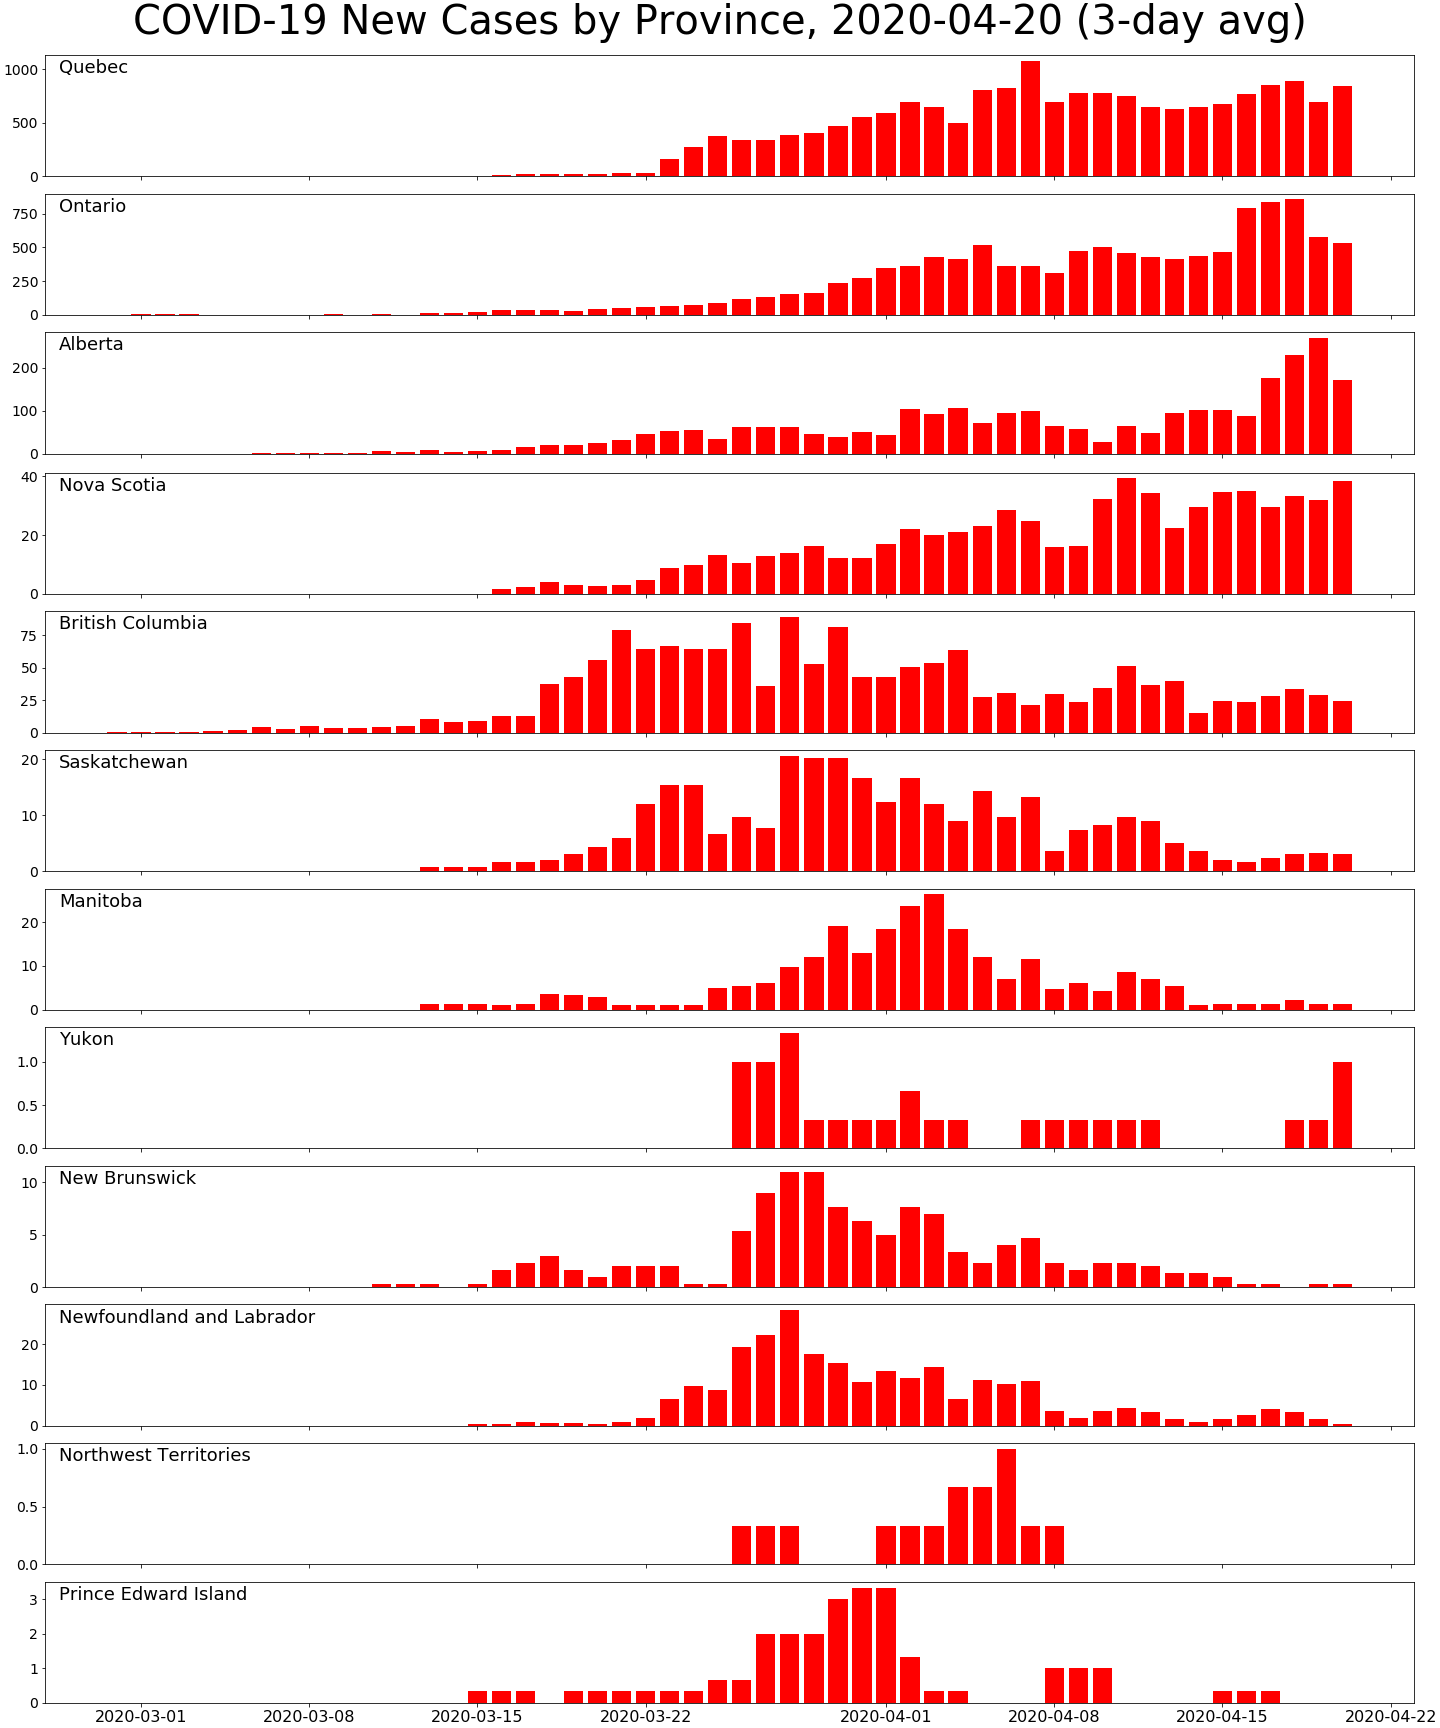 COVID-19 New Cases by Province, 2020-04-20 (3-day avg)
Quebec
1000
500
0
Ontario
750
500
250
0
Alberta
200
100
0
Nova Scotia
40
20
0
British Columbia
75
50
25
0
Saskatchewan
20
10
0
Manitoba
20
10
0
Yukon
1.0
0.5
0.0
New Brunswick
10
5
0
Newfoundland and Labrador
20
10
0
Northwest Territories
1.0
0.5
0.0
Prince Edward Island
3
2
1
0
2020-03-01 2020-03-08 2020-03-15 2020-03-22 2020-04-01 2020-04-08 2020-04-15 2020-04-22